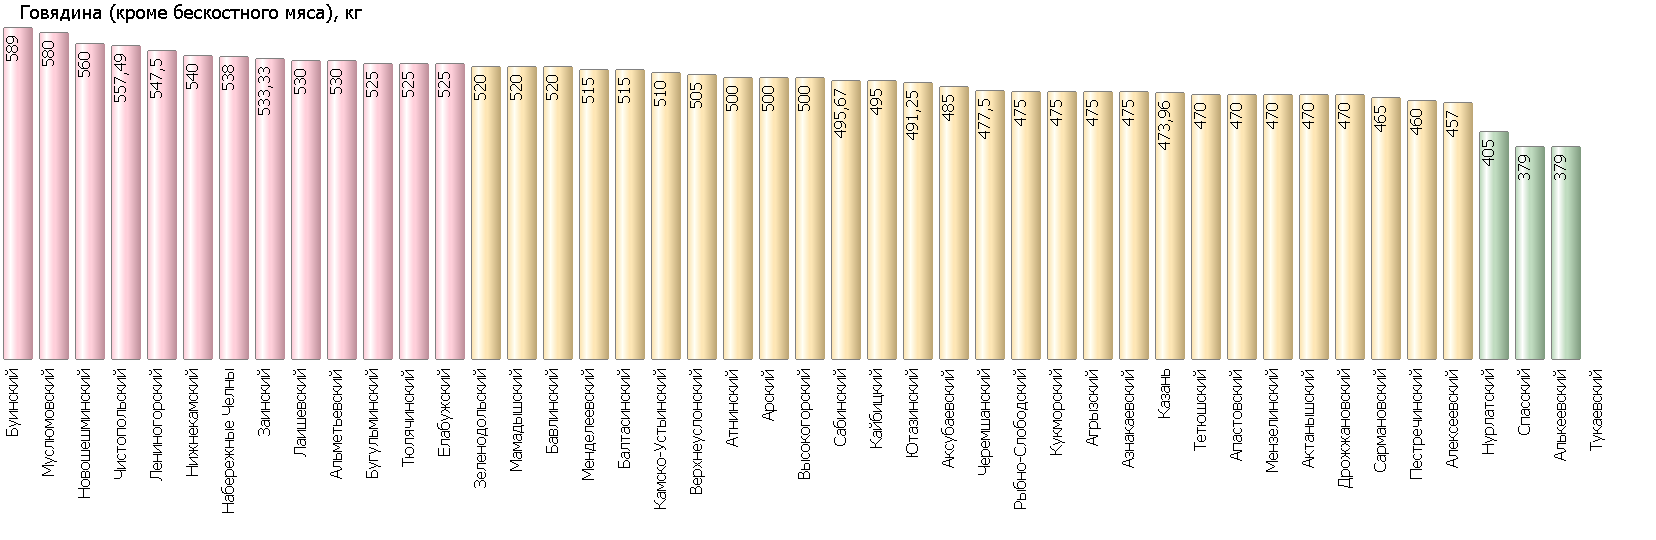 Говядина (кроме бескостного мяса), кг
589
580
560
557,49
547,5
540
538
533,33
530
530
525
525
525
520
520
520
515
515
510
505
500
500
500
495,67
495
491,25
485
477,5
475
475
475
475
473,96
470
470
470
470
470
465
460
457
405
379
379
Буинский
Муслюмовский
Новошешминский
Чистопольский
Лениногорский
Нижнекамский
Набережные Челны
Заинский
Лаишевский
Альметьевский
Бугульминский
Тюлячинский
Елабужский
Зеленодольский
Мамадышский
Бавлинский
Менделеевский
Балтасинский
Камско-Устьинский
Верхнеуслонский
Атнинский
Арский
Высокогорский
Сабинский
Кайбицкий
Ютазинский
Аксубаевский
Черемшанский
Рыбно-Слободский
Кукморский
Агрызский
Азнакаевский
Казань
Тетюшский
Апастовский
Мензелинский
Актанышский
Дрожжановский
Сармановский
Пестречинский
Алексеевский
Нурлатский
Спасский
Алькеевский
Тукаевский